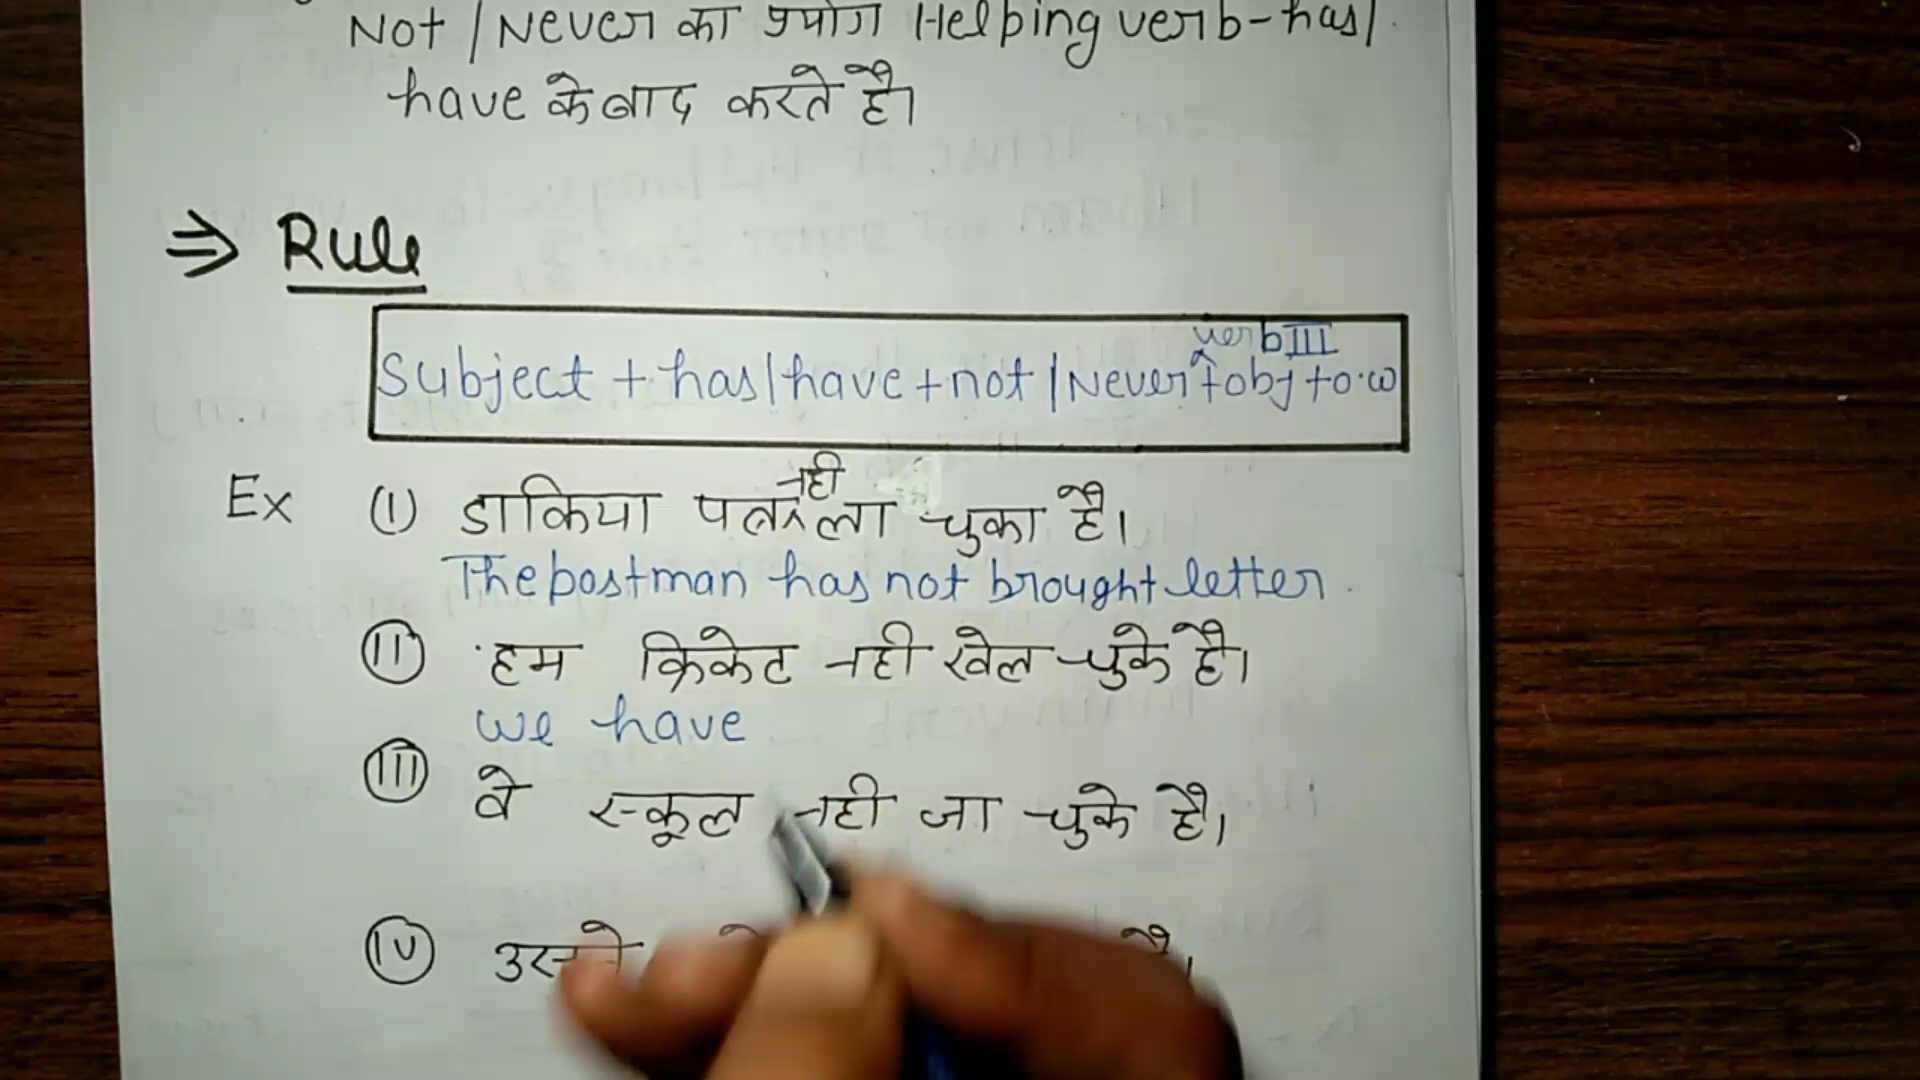 Not / Never का प्रयोग Helping verb-has/
have के बाद करते है।
⇒ Rule
verb III
Subject + has/have + not / Never + obj + o.w
नही
Ex (I) डाकिया पत्र ला चुका है।
The postman has not brought letter.
(II) हम क्रिकेट नही खेल चुके है।
we have
(III) वे स्कूल नही जा चुके है।
(IV) उसने